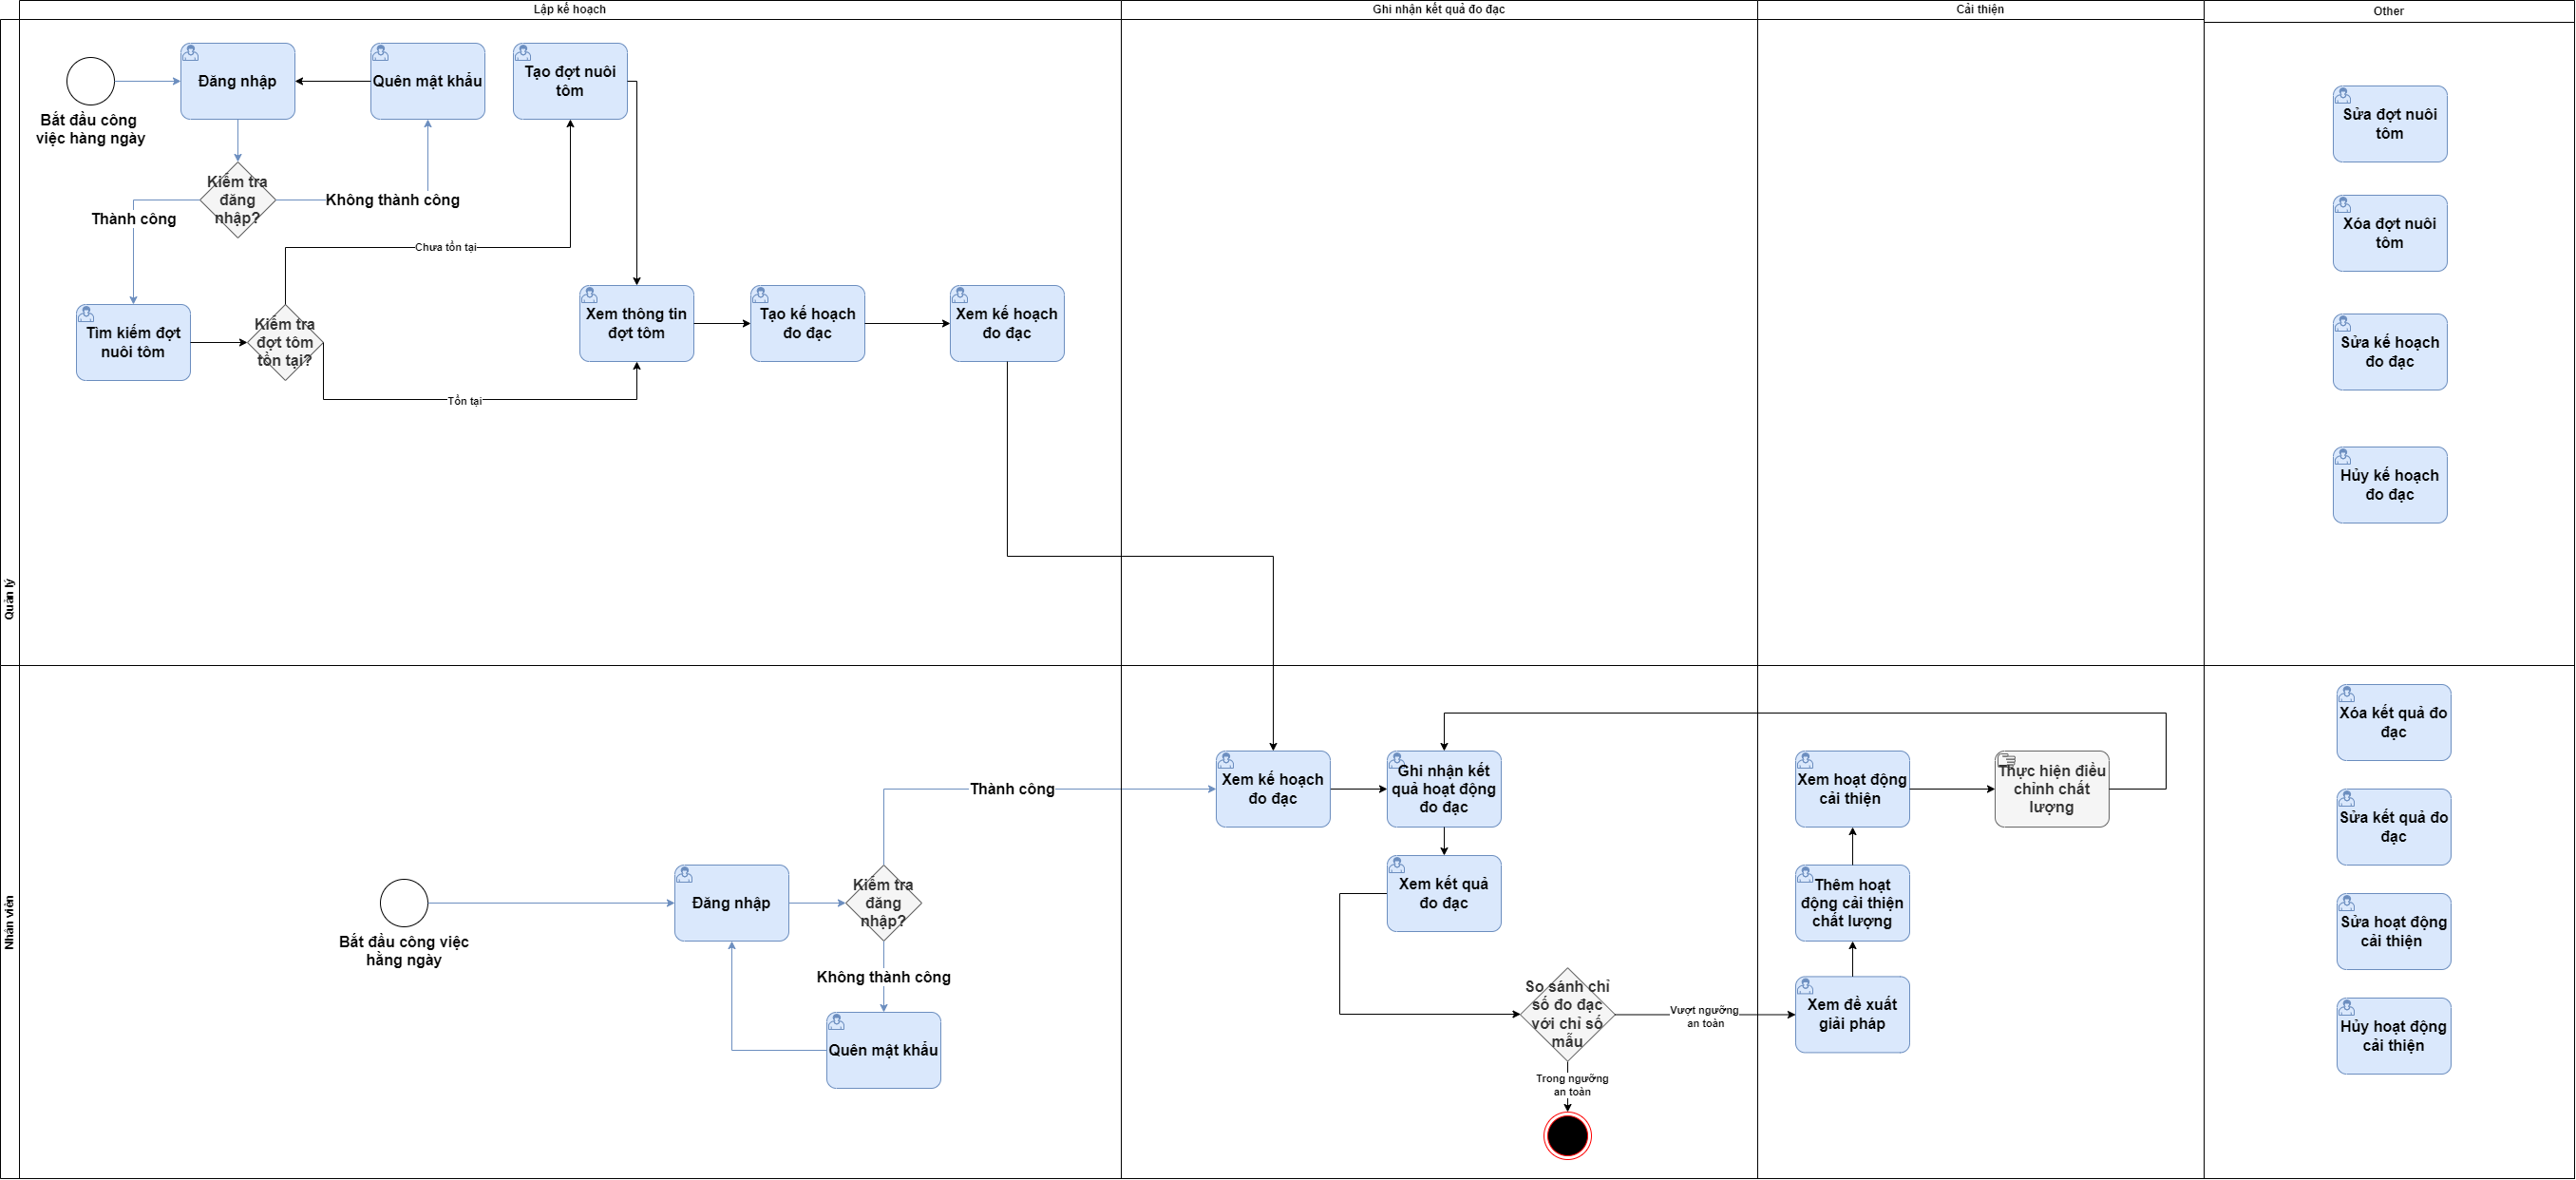 Lập kế hoạch
Ghi nhận kết quả đo đạc
Cải thiện
Other
Quản lý
Bắt đầu công
việc hàng ngày
Đăng nhập
Quên mật khẩu
Tạo đợt nuôi
tôm
Kiểm tra
đăng
nhập?
Thành công
Không thành công
Chưa tồn tại
Tìm kiếm đợt
nuôi tôm
Kiểm tra
đợt tôm
tồn tại?
Tồn tại
Xem thông tin
đợt tôm
Tạo kế hoạch
đo đạc
Xem kế hoạch
đo đạc
Sửa đợt nuôi
tôm
Xóa đợt nuôi
tôm
Sửa kế hoạch
đo đạc
Hủy kế hoạch
đo đạc
Nhân viên
Bắt đầu công việc
hằng ngày
Đăng nhập
Kiểm tra
đăng
nhập?
Thành công
Không thành công
Quên mật khẩu
Xem kế hoạch
đo đạc
Ghi nhận kết
quả hoạt động
đo đạc
Xem kết quả
đo đạc
So sánh chỉ
số đo đạc
với chỉ số
mẫu
Vượt ngưỡng
an toàn
Trong ngưỡng
an toàn
Xem hoạt động
cải thiện
Thực hiện điều
chỉnh chất
lượng
Thêm hoạt
động cải thiện
chất lượng
Xem đề xuất
giải pháp
Xóa kết quả đo
đạc
Sửa kết quả đo
đạc
Sửa hoạt động
cải thiện
Hủy hoạt động
cải thiện